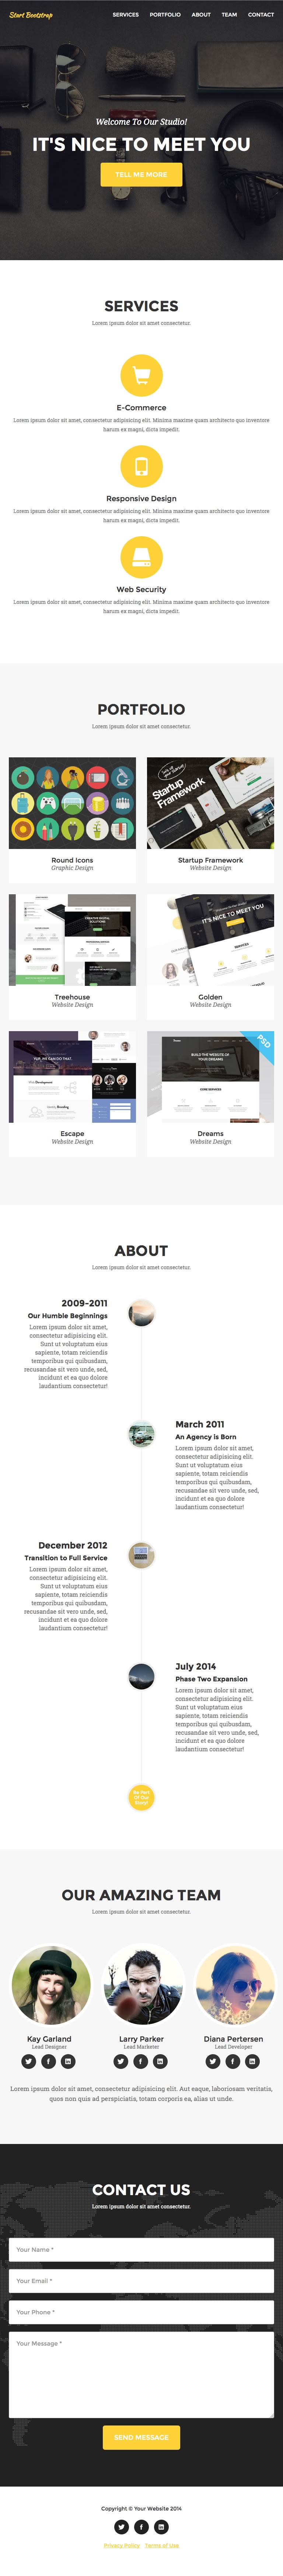 Start Bootstrap
SERVICES PORTFOLIO ABOUT TEAM CONTACT
Welcome To Our Studio!
IT'S NICE TO MEET YOU
TELL ME MORE
SERVICES
Lorem ipsum dolor sit amet consectetur.
E-Commerce
Lorem ipsum dolor sit amet, consectetur adipisicing elit. Minima maxime quam architecto quo inventore
harum ex magni, dicta impedit.
Responsive Design
Lorem ipsum dolor sit amet, consectetur adipisicing elit. Minima maxime quam architecto quo inventore
harum ex magni, dicta impedit.
Web Security
Lorem ipsum dolor sit amet, consectetur adipisicing elit. Minima maxime quam architecto quo inventore
harum ex magni, dicta impedit.
PORTFOLIO
Lorem ipsum dolor sit amet consectetur.
Startup
Framework
Round Icons
Graphic Design
Startup Framework
Website Design
IT'S NICE TO MEET YOU
SERVICES
Treehouse
Website Design
Golden
Website Design
PSD
BUILD THE WEBSITE OF
YOUR DREAMS
Escape
Website Design
Dreams
Website Design
ABOUT
Lorem ipsum dolor sit amet consectetur.
2009-2011
Our Humble Beginnings
Lorem ipsum dolor sit amet,
consectetur adipisicing elit.
Sunt ut voluptatum eius
sapiente, totam reiciendis
temporibus qui quibusdam,
recusandae sit vero unde, sed,
incidunt et ea quo dolore
laudantium consectetur!
March 2011
An Agency is Born
Lorem ipsum dolor sit amet,
consectetur adipisicing elit.
Sunt ut voluptatum eius
sapiente, totam reiciendis
temporibus qui quibusdam,
recusandae sit vero unde, sed,
incidunt et ea quo dolore
laudantium consectetur!
December 2012
Transition to Full Service
Lorem ipsum dolor sit amet,
consectetur adipisicing elit.
Sunt ut voluptatum eius
sapiente, totam reiciendis
temporibus qui quibusdam,
recusandae sit vero unde, sed,
incidunt et ea quo dolore
laudantium consectetur!
July 2014
Phase Two Expansion
Lorem ipsum dolor sit amet,
consectetur adipisicing elit.
Sunt ut voluptatum eius
sapiente, totam reiciendis
temporibus qui quibusdam,
recusandae sit vero unde, sed,
incidunt et ea quo dolore
laudantium consectetur!
Be Part
Of Our
Story!
OUR AMAZING TEAM
Lorem ipsum dolor sit amet consectetur.
Kay Garland
Lead Designer
Larry Parker
Lead Marketer
Diana Pertersen
Lead Developer
Lorem ipsum dolor sit amet, consectetur adipisicing elit. Aut eaque, laboriosam veritatis,
quos non quis ad perspiciatis, totam corporis ea, alias ut unde.
CONTACT US
Lorem ipsum dolor sit amet consectetur.
Your Name *
Your Email *
Your Phone *
Your Message *
SEND MESSAGE
Copyright © Your Website 2014
Privacy Policy Terms of Use